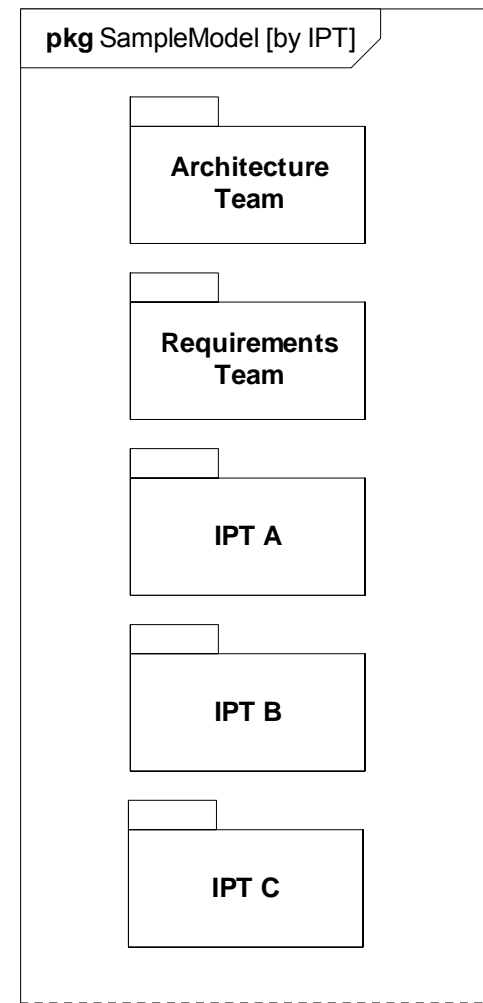 pkg SampleModel [by IPT]
Architecture
Team
Requirements
Team
IPT A
IPT B
IPT C